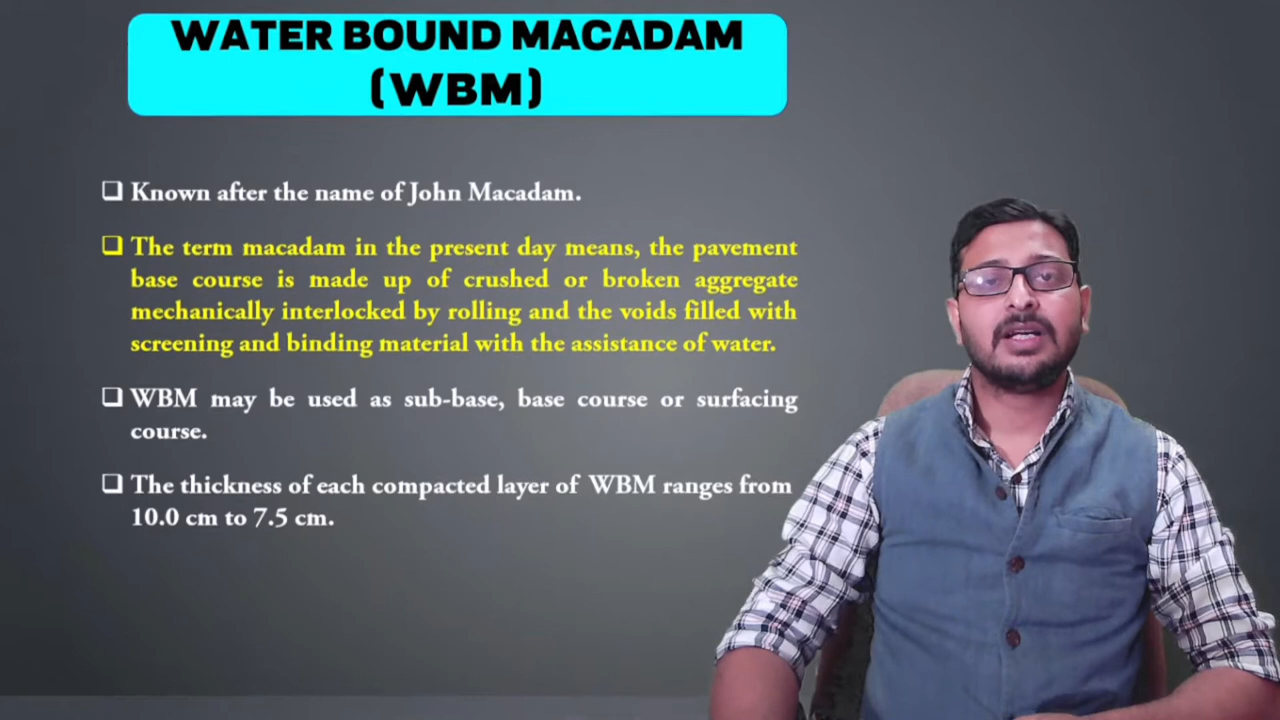 WATER BOUND MACADAM
(WBM)
❑ Known after the name of John Macadam.
❑ The term macadam in the present day means, the pavement
base course is made up of crushed or broken aggregate
mechanically interlocked by rolling and the voids filled with
screening and binding material with the assistance of water.
❑ WBM may be used as sub-base, base course or surfacing
course.
❑ The thickness of each compacted layer of WBM ranges from
10.0 cm to 7.5 cm.